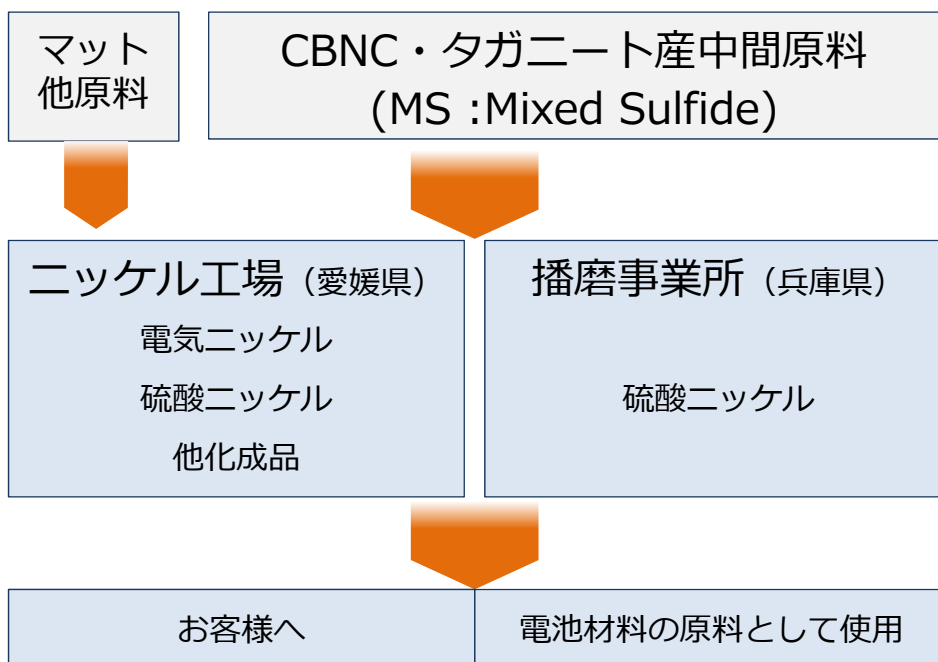 マット
他原料
CBNC・タガニート産中間原料
(MS :Mixed Sulfide)
ニッケル工場（愛媛県）
電気ニッケル
硫酸ニッケル
他化成品
播磨事業所（兵庫県）
硫酸ニッケル
お客様へ
電池材料の原料として使用